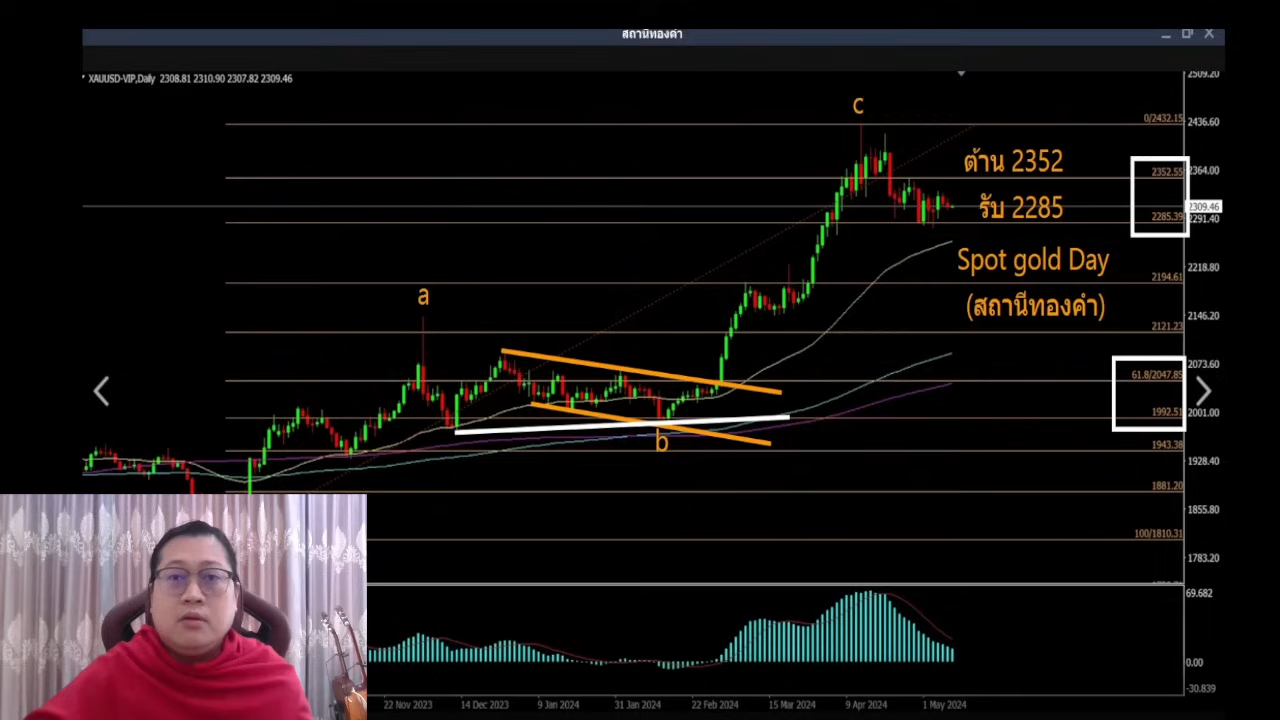 สถานีทองคำ
XAUUSD-VIP,Daily 2308.81 2310.90 2307.82 2309.46
2509.20
c
0/2432.15
2436.60
ต้าน 2352
2352.55
2364.00
รับ 2285
2309.46
2285.39
2291.40
Spot gold Day
2218.80
2194.61
a
(สถานีทองคำ)
2146.20
2121.23
2073.60
61.8/2047.85
2001.00
1992.51
b
1943.38
1928.40
1881.20
1855.80
100/1810.31
1783.20
69.682
0.00
-30.839
22 Nov 2023 14 Dec 2023 9 Jan 2024 31 Jan 2024 22 Feb 2024 15 Mar 2024 9 Apr 2024 1 May 2024